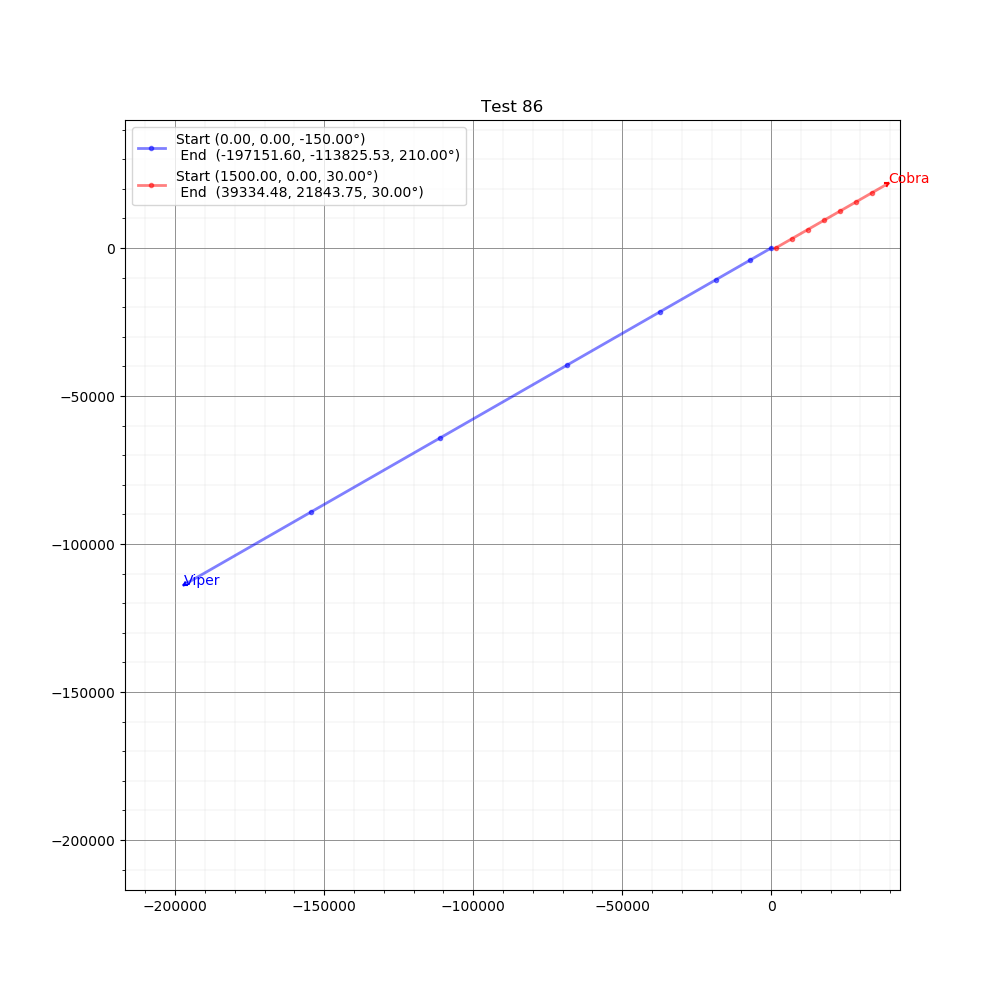 Test 86
Start (0.00, 0.00, -150.00°)
End  (-197151.60, -113825.53, 210.00°)
Start (1500.00, 0.00, 30.00°)
End  (39334.48, 21843.75, 30.00°)
Cobra
0
−50000
−100000
Viper
−150000
−200000
−200000
−150000
−100000
−50000
0